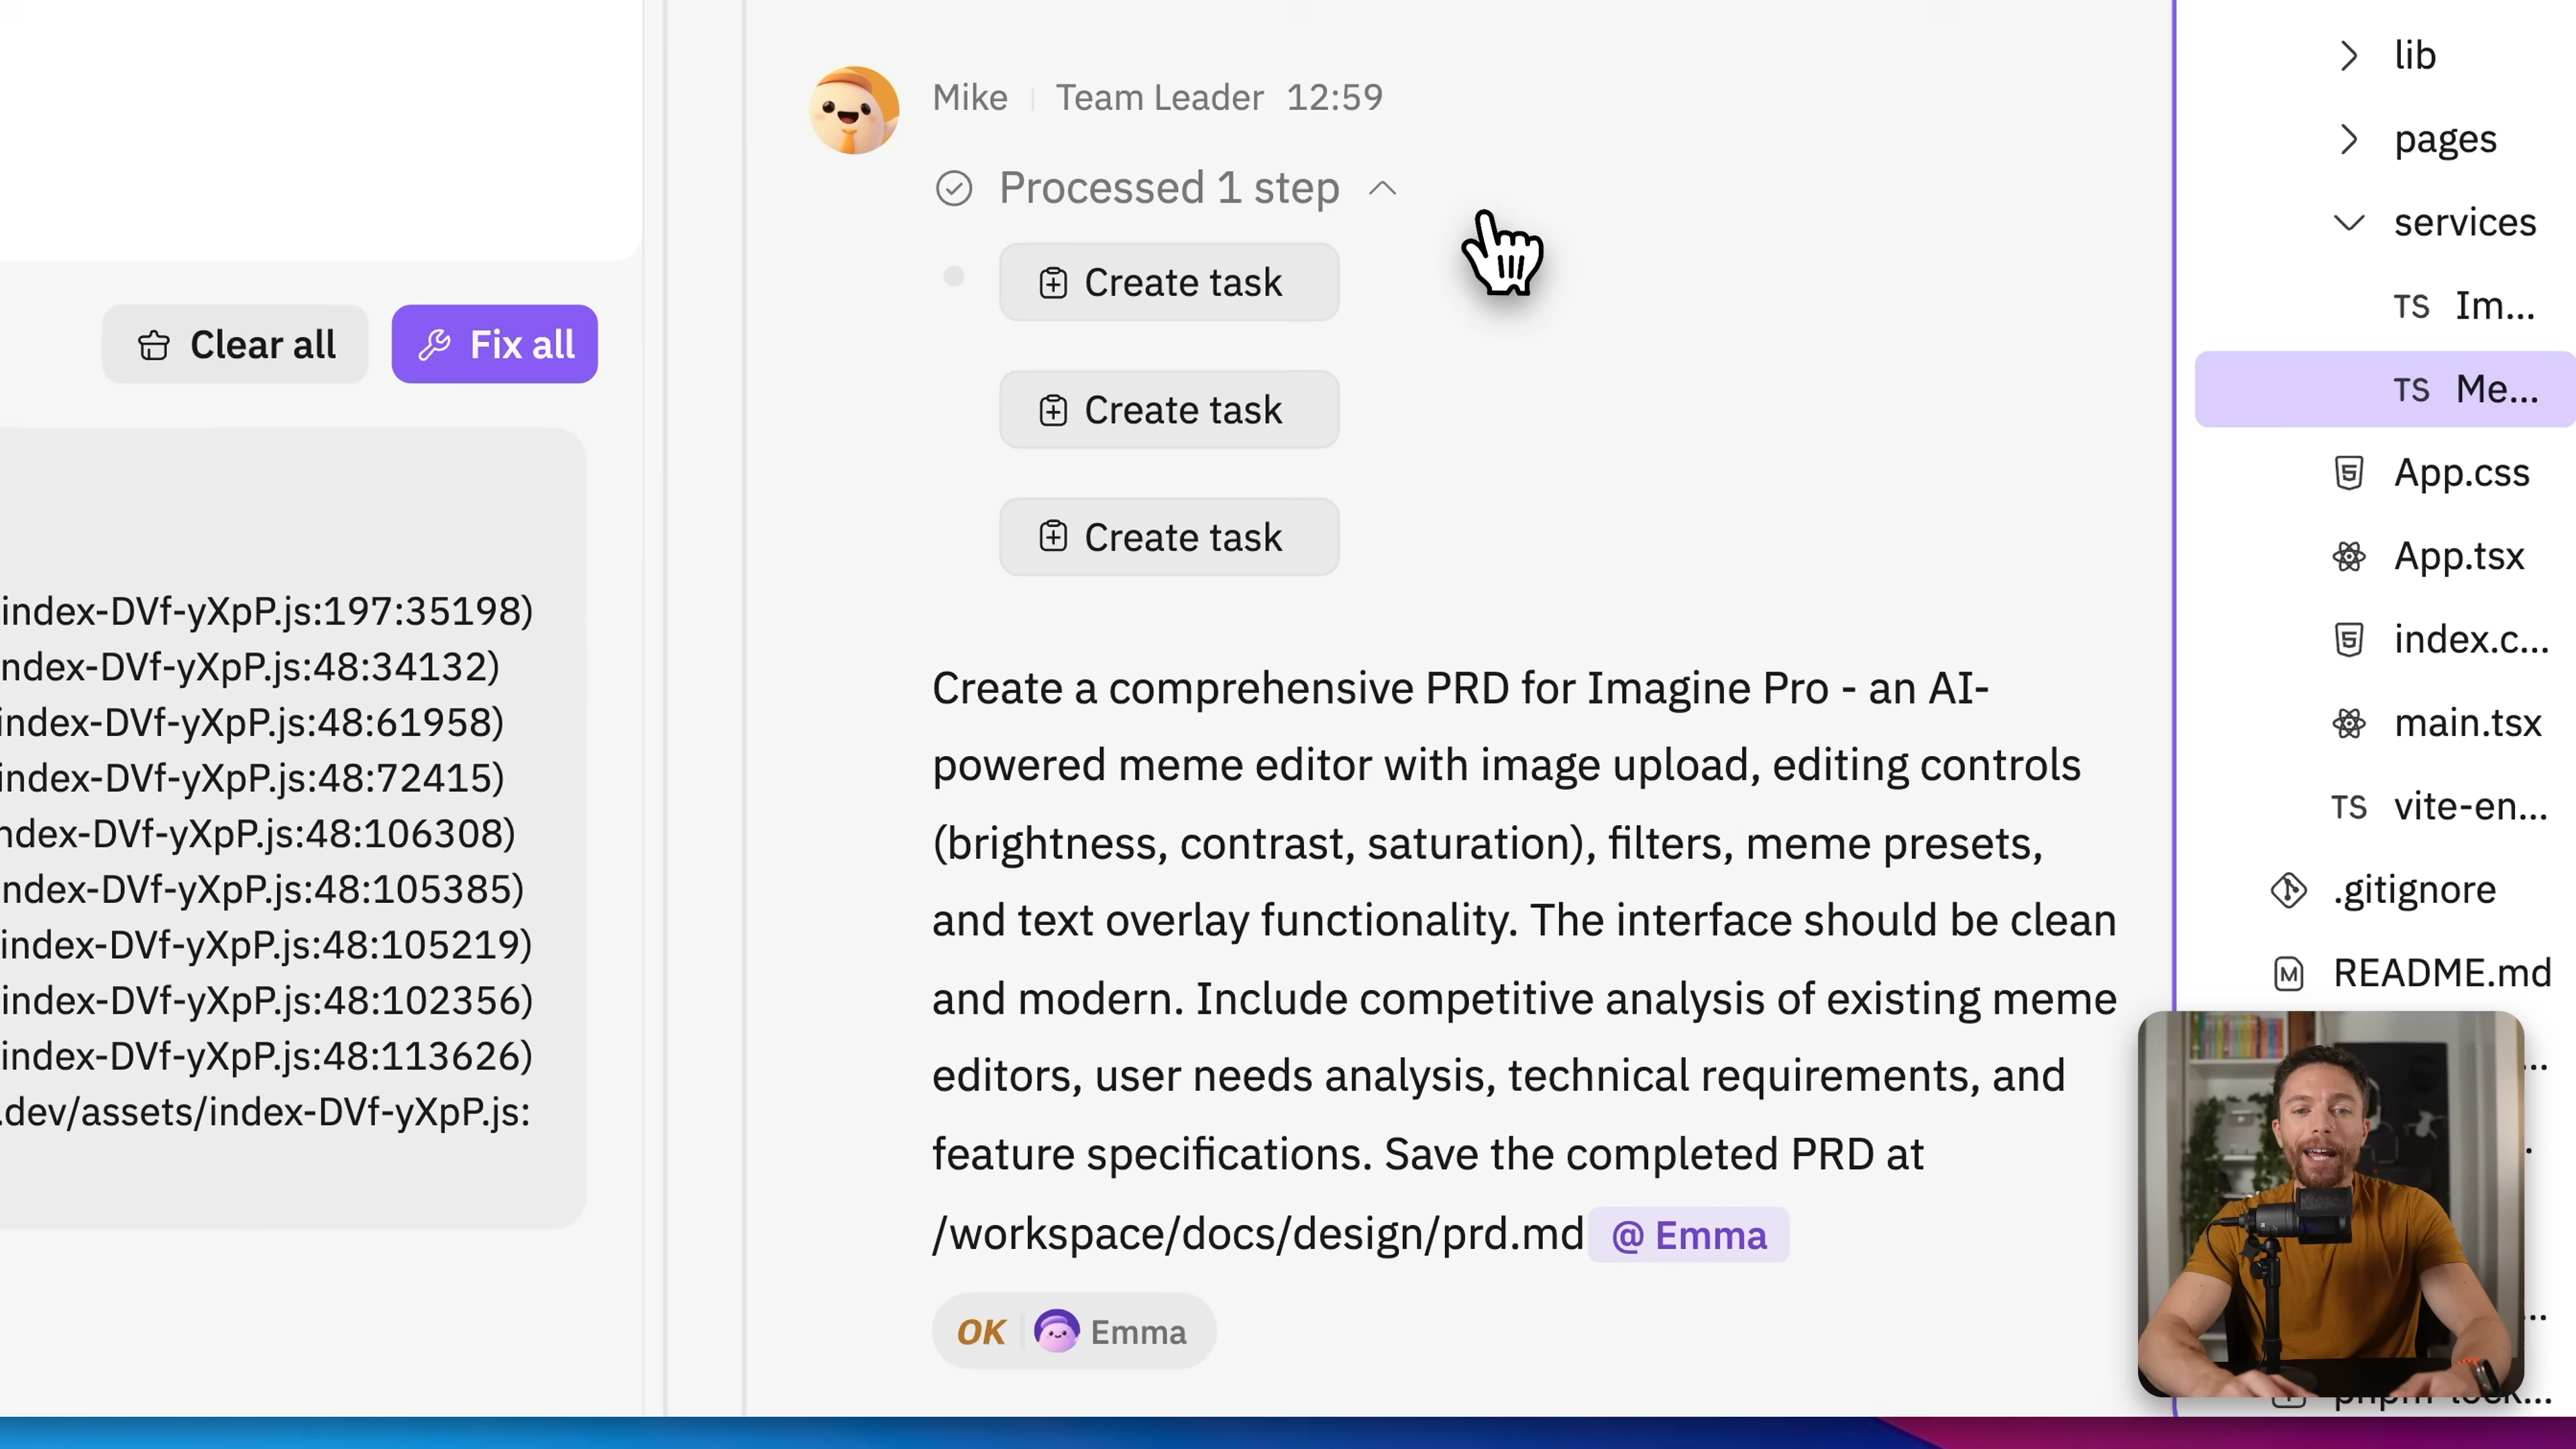 Clear all
Fix all
index-DVf-yXpP.js:197:35198)
ndex-DVf-yXpP.js:48:34132)
index-DVf-yXpP.js:48:61958)
index-DVf-yXpP.js:48:72415)
ndex-DVf-yXpP.js:48:106308)
ndex-DVf-yXpP.js:48:105385)
index-DVf-yXpP.js:48:105219)
index-DVf-yXpP.js:48:102356)
index-DVf-yXpP.js:48:113626)
.dev/assets/index-DVf-yXpP.js:
Mike | Team Leader 12:59
Processed 1 step
Create task
Create task
Create task
Create a comprehensive PRD for Imagine Pro - an AI-
powered meme editor with image upload, editing controls
(brightness, contrast, saturation), filters, meme presets,
and text overlay functionality. The interface should be clean
and modern. Include competitive analysis of existing meme
editors, user needs analysis, technical requirements, and
feature specifications. Save the completed PRD at
/workspace/docs/design/prd.md @ Emma
OK | Emma
lib
pages
services
TS Im...
TS Me...
App.css
App.tsx
index.c...
main.tsx
TS vite-en...
.gitignore
README.md